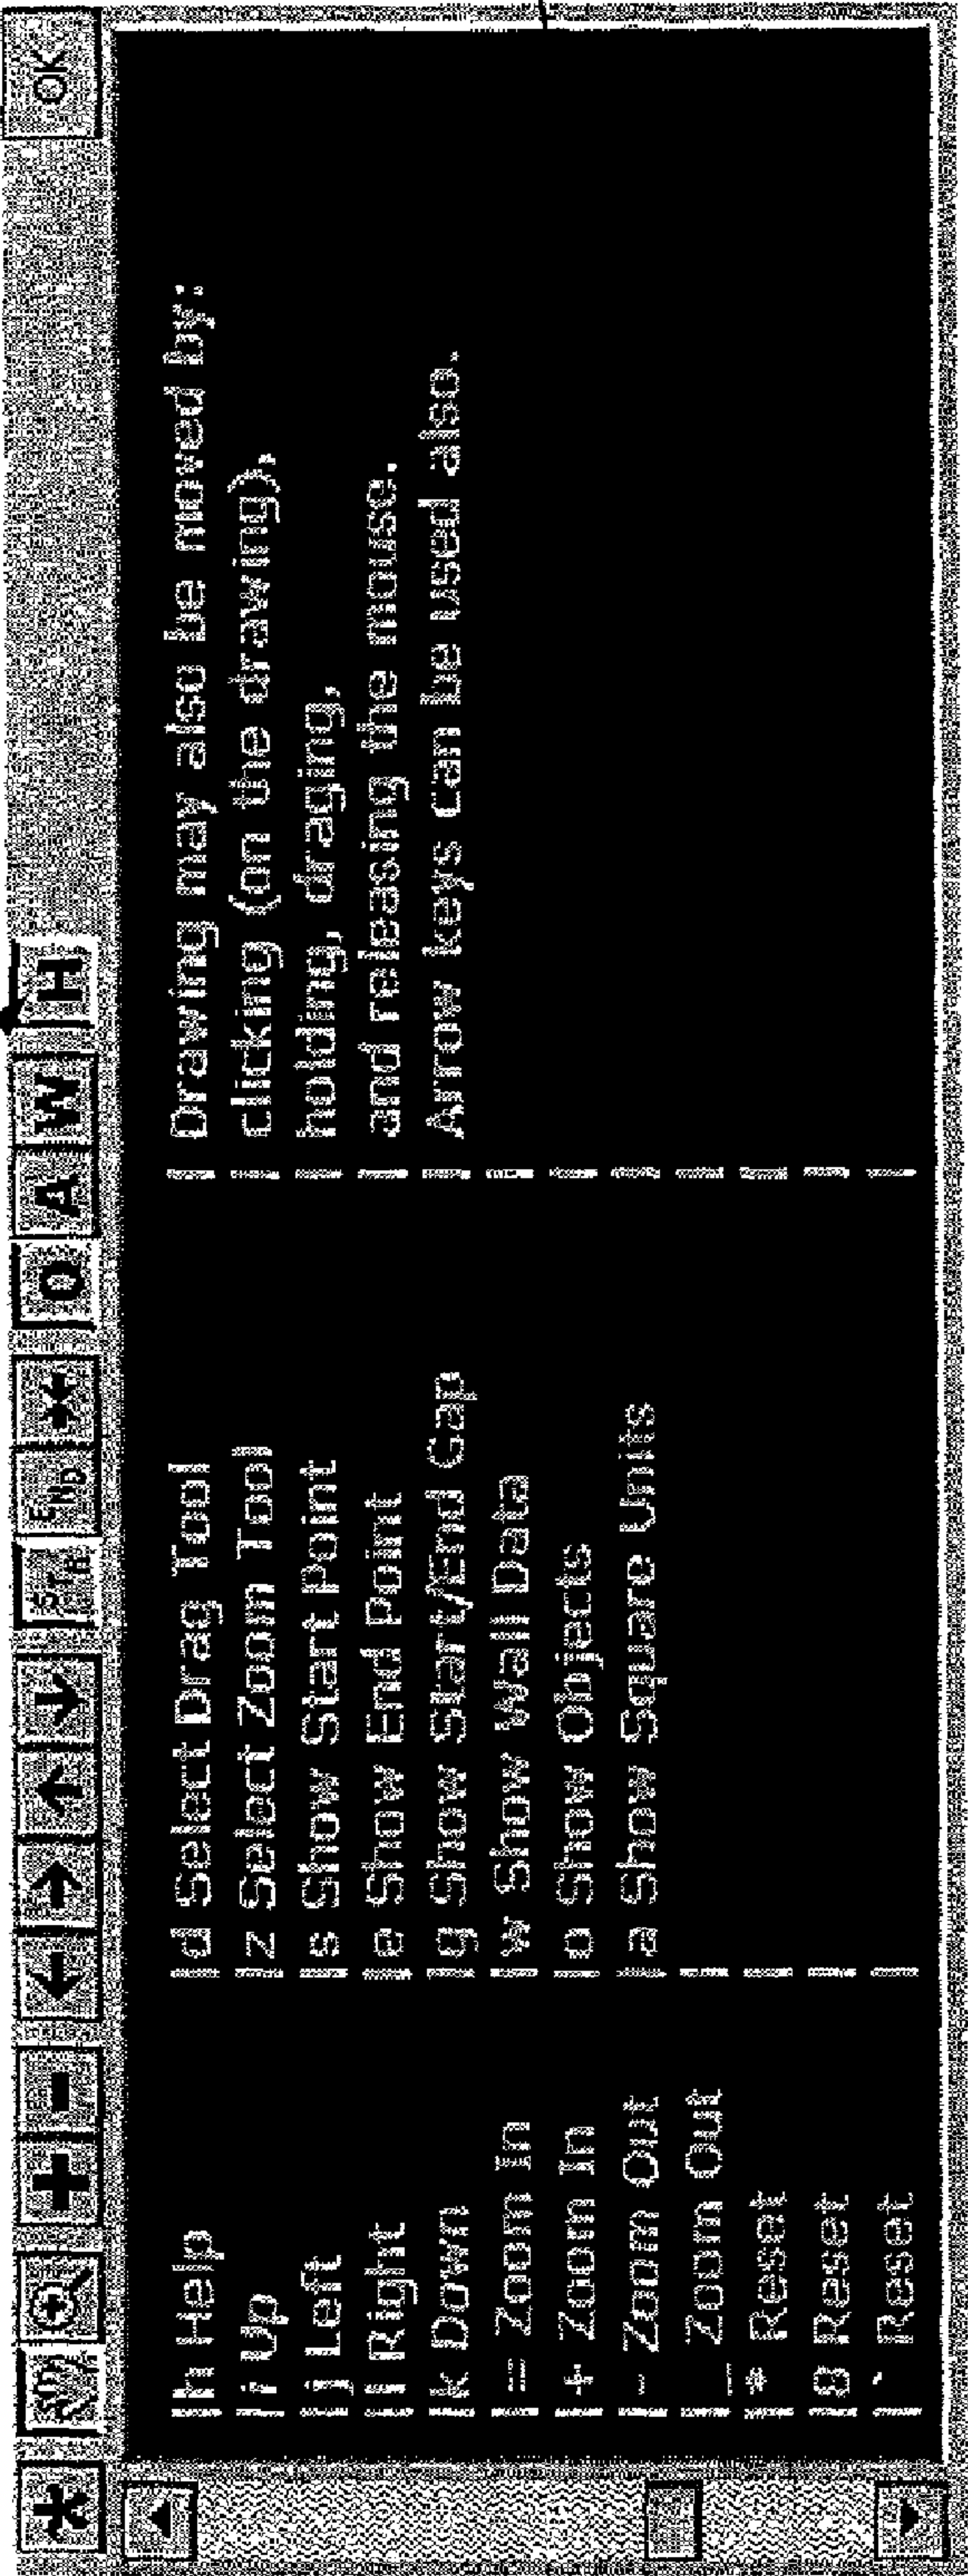 * + - STA END O A W H OK
| h Help | d Select Drag Tool | Drawing may also be moved by:
| i Up | z Select Zoom Tool | clicking (on the drawing),
| j Left | s Show Start Point | holding, draging,
| l Right | e Show End Point | and releasing the mouse.
| k Down | g Show Start/End Gap | Arrow keys can be used also.
| = Zoom In | w Show Wall Data |
| + Zoom In | o Show Objects |
| - Zoom Out | a Show Square Units |
| _ Zoom Out | |
| * Reset | |
| 8 Reset | |
| ' Reset | |